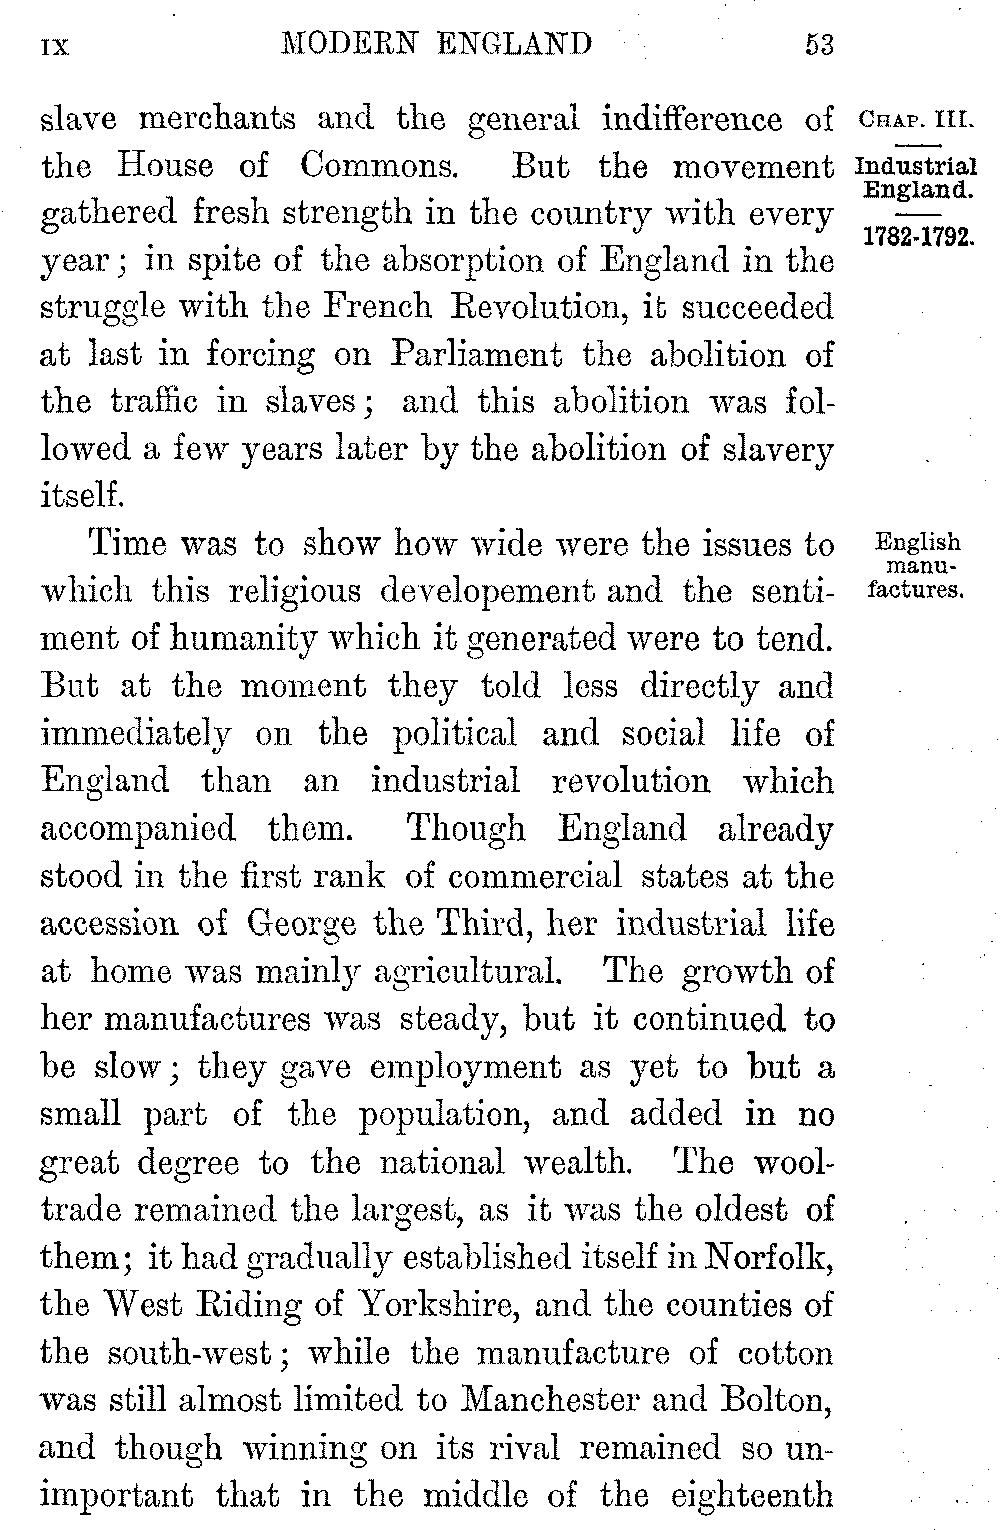 IX MODERN ENGLAND 53
slave merchants and the general indifference of
the House of Commons. But the movement
gathered fresh strength in the country with every
year; in spite of the absorption of England in the
struggle with the French Revolution, it succeeded
at last in forcing on Parliament the abolition of
the traffic in slaves; and this abolition was fol-
lowed a few years later by the abolition of slavery
itself.
CHAP. III.
Industrial
England.
1782-1792.
Time was to show how wide were the issues to
which this religious developement and the senti-
ment of humanity which it generated were to tend.
But at the moment they told less directly and
immediately on the political and social life of
England than an industrial revolution which
accompanied them. Though England already
stood in the first rank of commercial states at the
accession of George the Third, her industrial life
at home was mainly agricultural. The growth of
her manufactures was steady, but it continued to
be slow; they gave employment as yet to but a
small part of the population, and added in no
great degree to the national wealth. The wool-
trade remained the largest, as it was the oldest of
them; it had gradually established itself in Norfolk,
the West Riding of Yorkshire, and the counties of
the south-west; while the manufacture of cotton
was still almost limited to Manchester and Bolton,
and though winning on its rival remained so un-
important that in the middle of the eighteenth
English
manu-
factures.